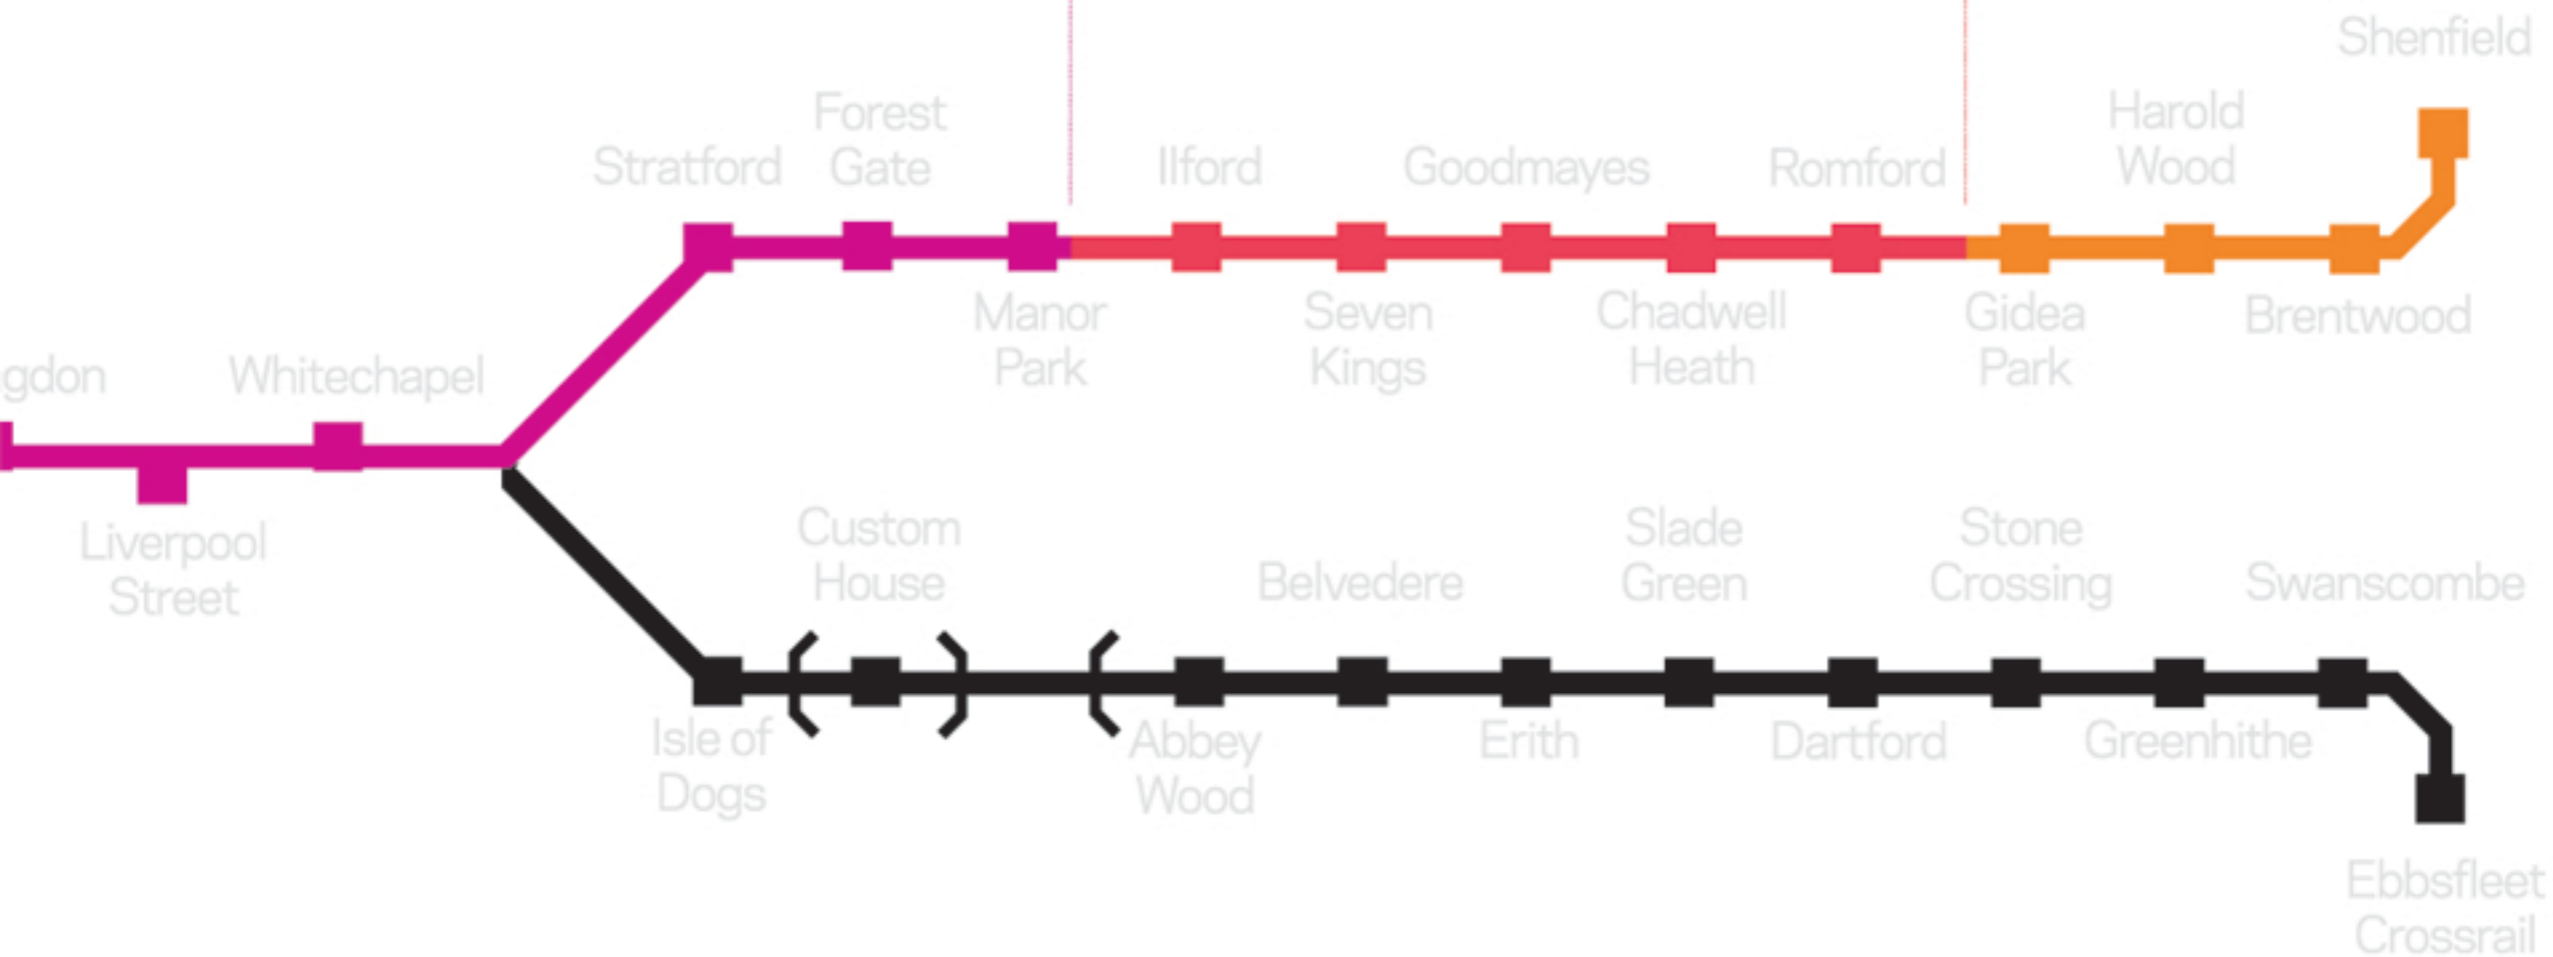 Shenfield
Forest
Gate
Stratford
Ilford
Goodmayes
Romford
Harold
Wood
Manor
Park
Seven
Kings
Chadwell
Heath
Gidea
Park
Brentwood
gdon
Whitechapel
Liverpool
Street
Custom
House
Belvedere
Slade
Green
Stone
Crossing
Swanscombe
Isle of
Dogs
Abbey
Wood
Erith
Dartford
Greenhithe
Ebbsfleet
Crossrail